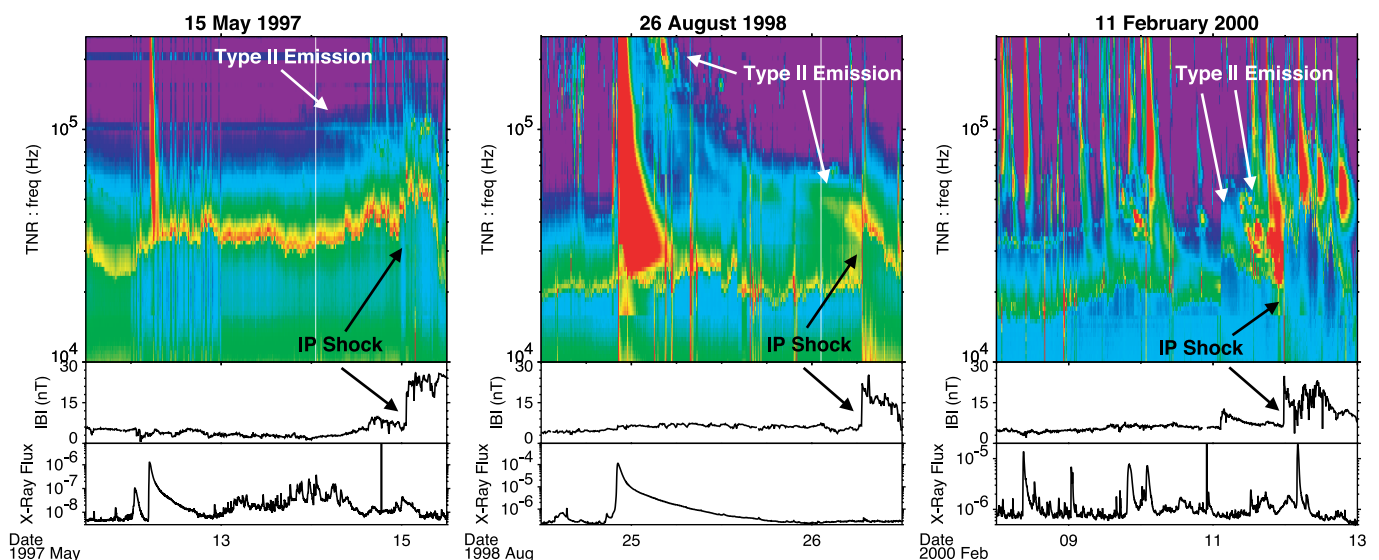 15 May 1997
TNR : freq (Hz)
10^5
10^4
Type II Emission
IP Shock
IBI (nT)
30
15
0
X-Ray Flux
10^-6
10^-7
10^-8
Date
1997 May
13
15
26 August 1998
TNR : freq (Hz)
10^5
10^4
Type II Emission
IP Shock
IBI (nT)
30
15
0
X-Ray Flux
10^-4
10^-5
10^-6
Date
1998 Aug
25
26
11 February 2000
TNR : freq (Hz)
10^5
10^4
Type II Emission
IP Shock
IBI (nT)
30
15
0
X-Ray Flux
10^-5
10^-6
Date
2000 Feb
09
11
13